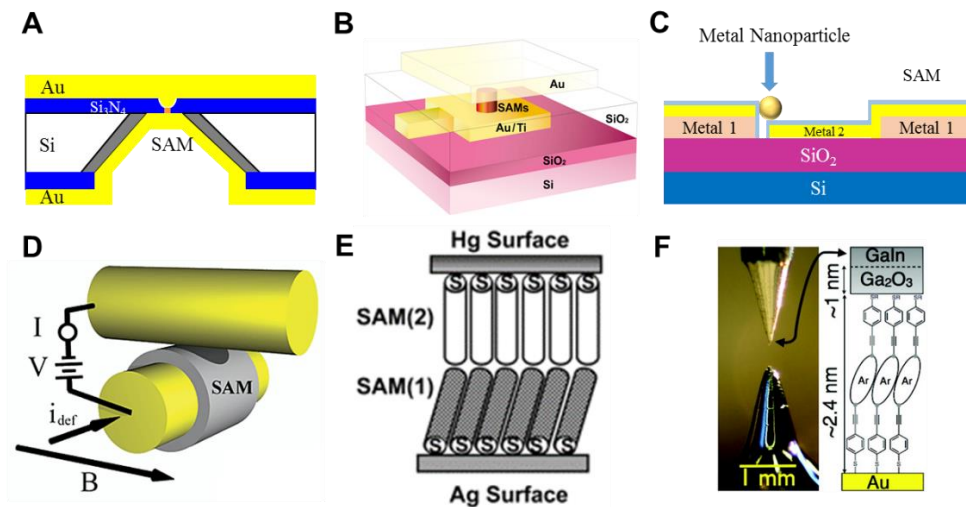 A
Au
Si₃N₄
Si
SAM
Au
B
Au
SAMs
Au/Ti
SiO₂
SiO₂
Si
C
Metal Nanoparticle
SAM
Metal 1
Metal 2
Metal 1
SiO₂
Si
D
I
V
i_def
B
SAM
E
Hg Surface
S S S S S S
SAM(2)
SAM(1)
S S S S S S
Ag Surface
F
1 mm
GaIn
Ga₂O₃
~1 nm
~2.4 nm
Ar Ar Ar
S S S
Au